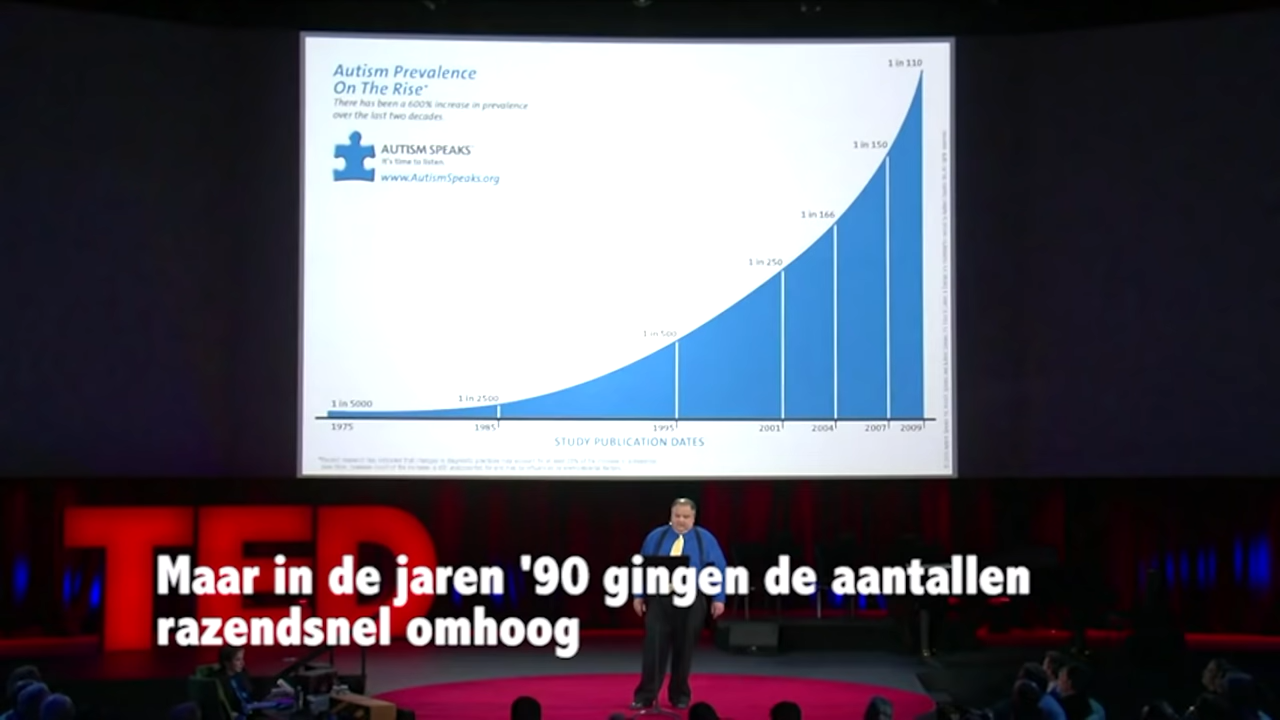 Autism Prevalence
On The Rise*
There has been a 600% increase in prevalence
over the last two decades.
AUTISM SPEAKS
It's time to listen.
www.AutismSpeaks.org
1 in 110
1 in 150
1 in 166
1 in 250
1 in 500
1 in 2500
1 in 5000
1975 1985 1995 2001 2004 2007 2009
STUDY PUBLICATION DATES
TED
Maar in de jaren '90 gingen de aantallen
razendsnel omhoog